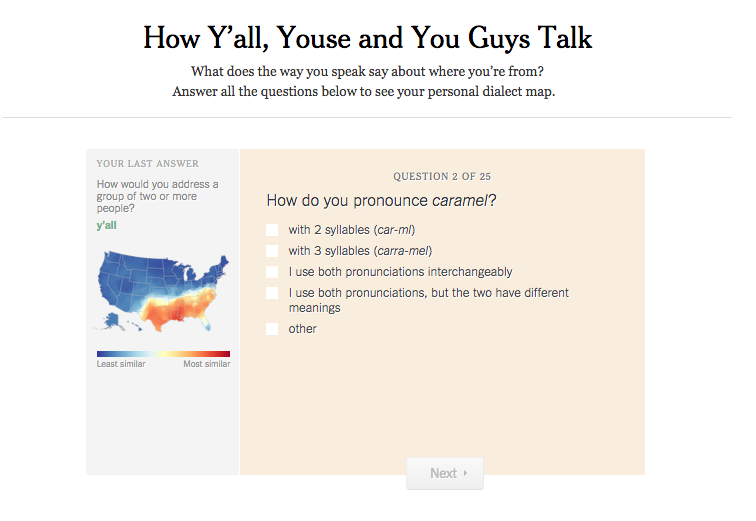 How Y’all, Youse and You Guys Talk
What does the way you speak say about where you’re from?
Answer all the questions below to see your personal dialect map.
YOUR LAST ANSWER
How would you address a
group of two or more
people?
y'all
Least similar
Most similar
QUESTION 2 OF 25
How do you pronounce caramel?
with 2 syllables (car-ml)
with 3 syllables (carra-mel)
I use both pronunciations interchangeably
I use both pronunciations, but the two have different
meanings
other
Next